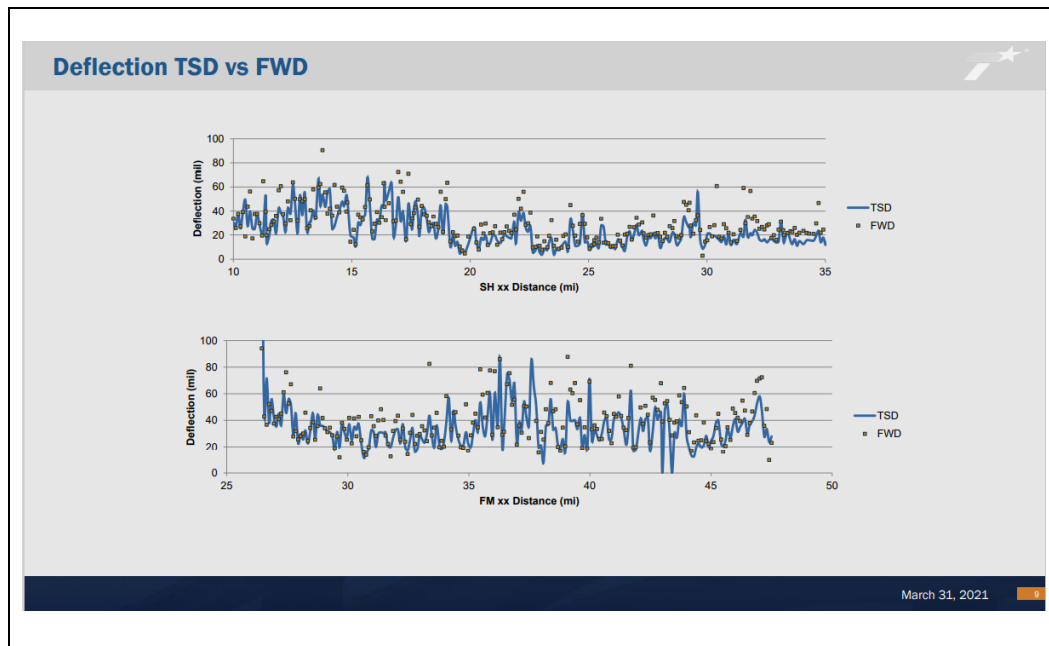 Deflection TSD vs FWD
100
80
60
40
20
0
Deflection (mil)
10 15 20 25 30 35
SH xx Distance (mi)
TSD
FWD
100
80
60
40
20
0
Deflection (mil)
25 30 35 40 45 50
FM xx Distance (mi)
TSD
FWD
March 31, 2021 9